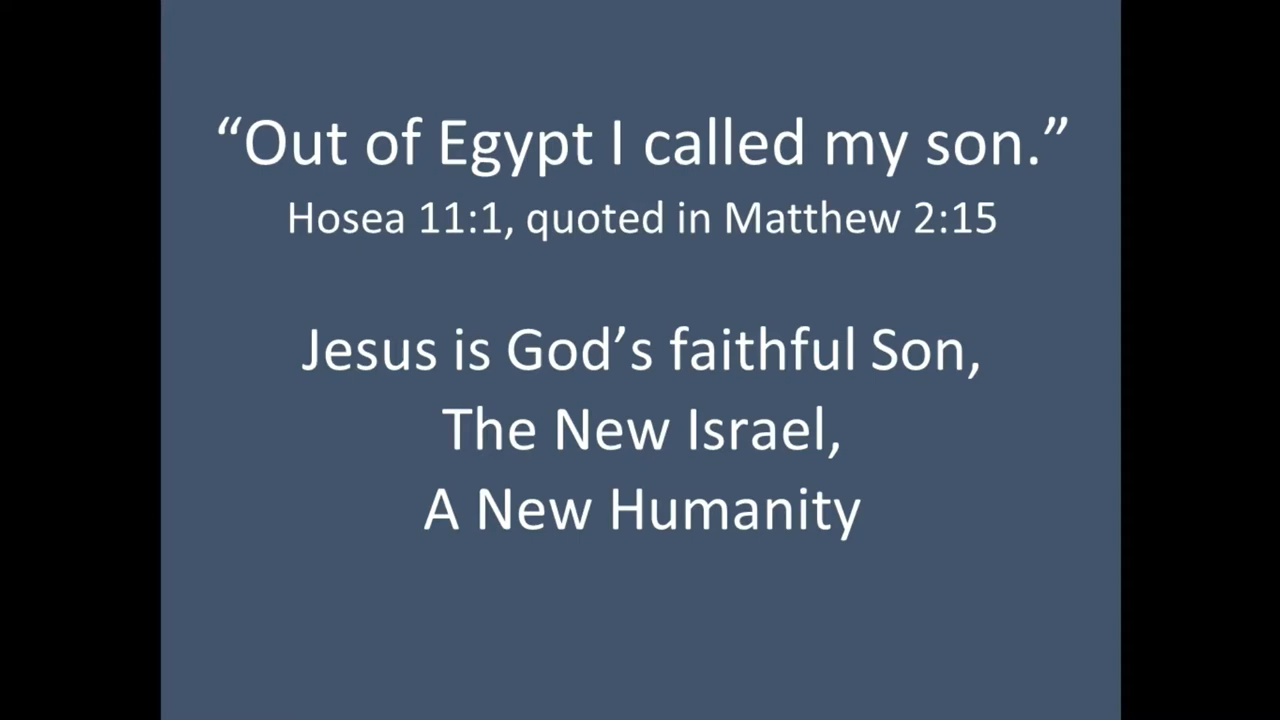 “Out of Egypt I called my son.”
Hosea 11:1, quoted in Matthew 2:15
Jesus is God’s faithful Son,
The New Israel,
A New Humanity